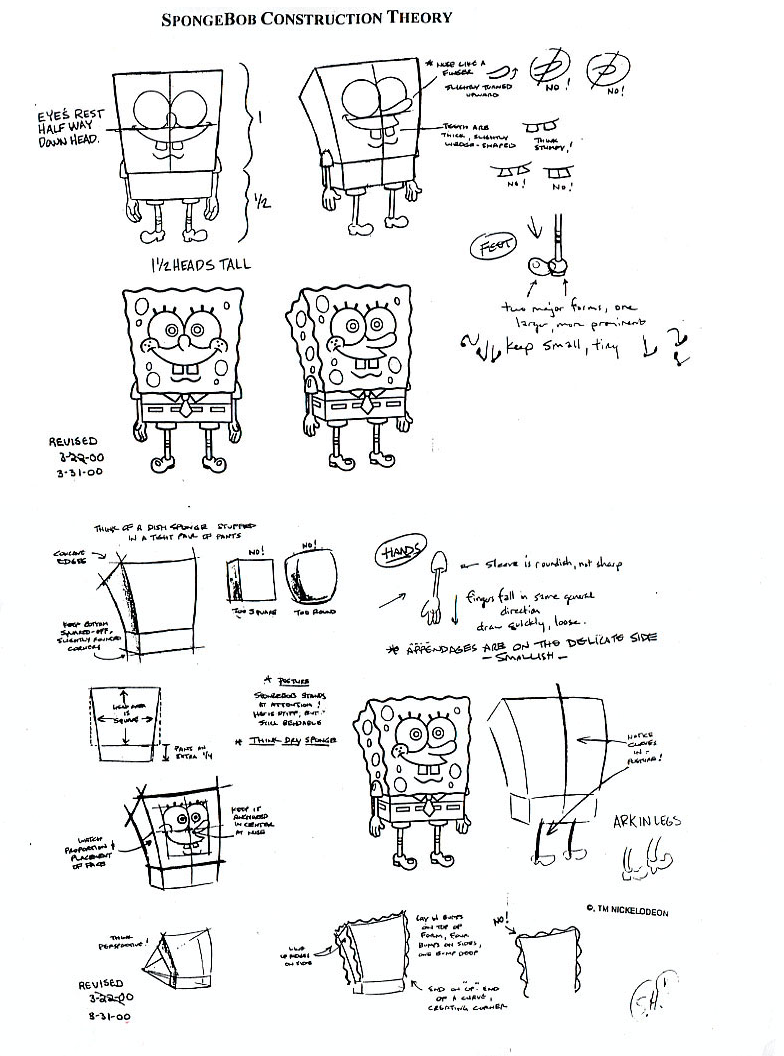 SPONGEBOB CONSTRUCTION THEORY
EYE'S REST
HALF WAY
DOWN HEAD.
1
1/2
1 1/2 HEADS TALL
* NOSE LIKE A
FINGER
SLIGHTLY TURNED
UPWARD
NO!
NO!
TEETH ARE
THICK, SLIGHTLY
WEDGE-SHAPED
THINK
STUMPY!
NO!
NO!
FEET
two major forms, one
larger, more prominent
keep small, tiny
REVISED
3-22-00
3-31-00
THINK OF A DISH SPONGE STUFFED
IN A TIGHT PAIR OF PANTS
CONCAVE
EDGES
NO!
NO!
TOO SQUARE
TOO ROUND
KEEP BOTTOM
SQUARED-OFF,
SLIGHTLY ROUNDED
CORNERS
HANDS
sleeve is roundish, not sharp
fingers fall in same general
direction
draw quickly, loose.
* APPENDAGES ARE ON THE DELICATE SIDE
- SMALLISH -
HEAD AREA
IS
SQUARE
PANTS AN
EXTRA 1/4
* POSTURE
SPONGEBOB STANDS
AT ATTENTION!
HE IS STIFF, BUT
STILL BENDABLE
* THINK DRY SPONGE
NOTICE
CURVES
IN
POSTURE!
ARK IN LEGS
WATCH
PROPORTION &
PLACEMENT
OF FACE
KEEP IT
ANCHORED
IN CENTER
AT NOSE
©, TM NICKELODEON
THINK
PERSPECTIVE!
LINE
UP HOLES
ON SIDE
LAY IN BUMPS
ON TOP OF
FORM, FOUR
BUMPS ON SIDES,
ONE BUMP DEEP
END ON "UP" END
OF A CURVE,
CREATING CORNER
NO!
REVISED
3-22-00
3-31-00
S.H.